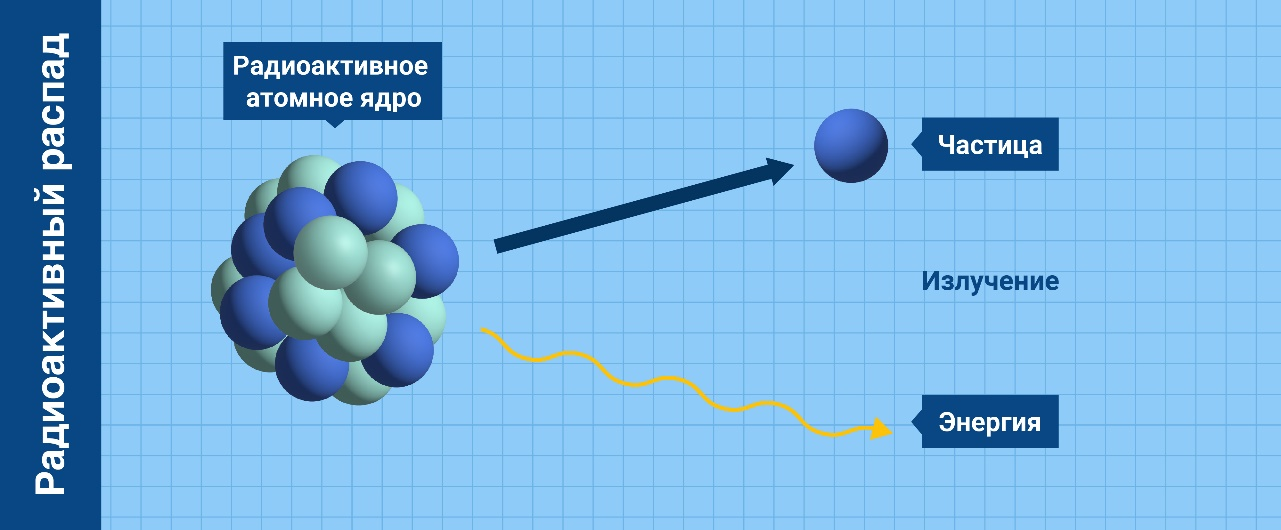 Радиоактивный распад
Радиоактивное
атомное ядро
Частица
Излучение
Энергия